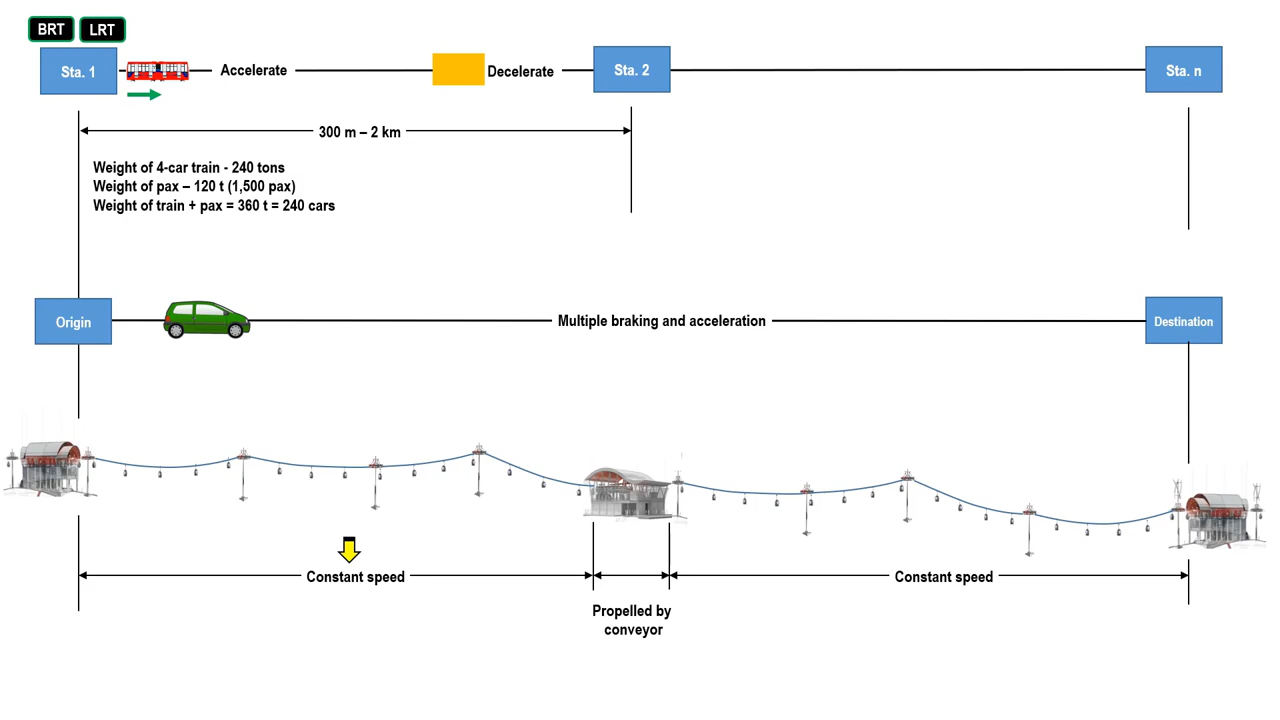 BRT LRT
Sta. 1
Accelerate
Decelerate
Sta. 2
Sta. n
300 m – 2 km
Weight of 4-car train - 240 tons
Weight of pax – 120 t (1,500 pax)
Weight of train + pax = 360 t = 240 cars
Origin
Multiple braking and acceleration
Destination
Constant speed
Constant speed
Propelled by
conveyor